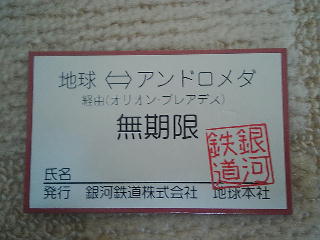 地球 ⇔ アンドロメダ
経由(オリオン・プレアデス)
無期限
銀河
鉄道
氏名
発行 銀河鉄道株式会社 地球本社